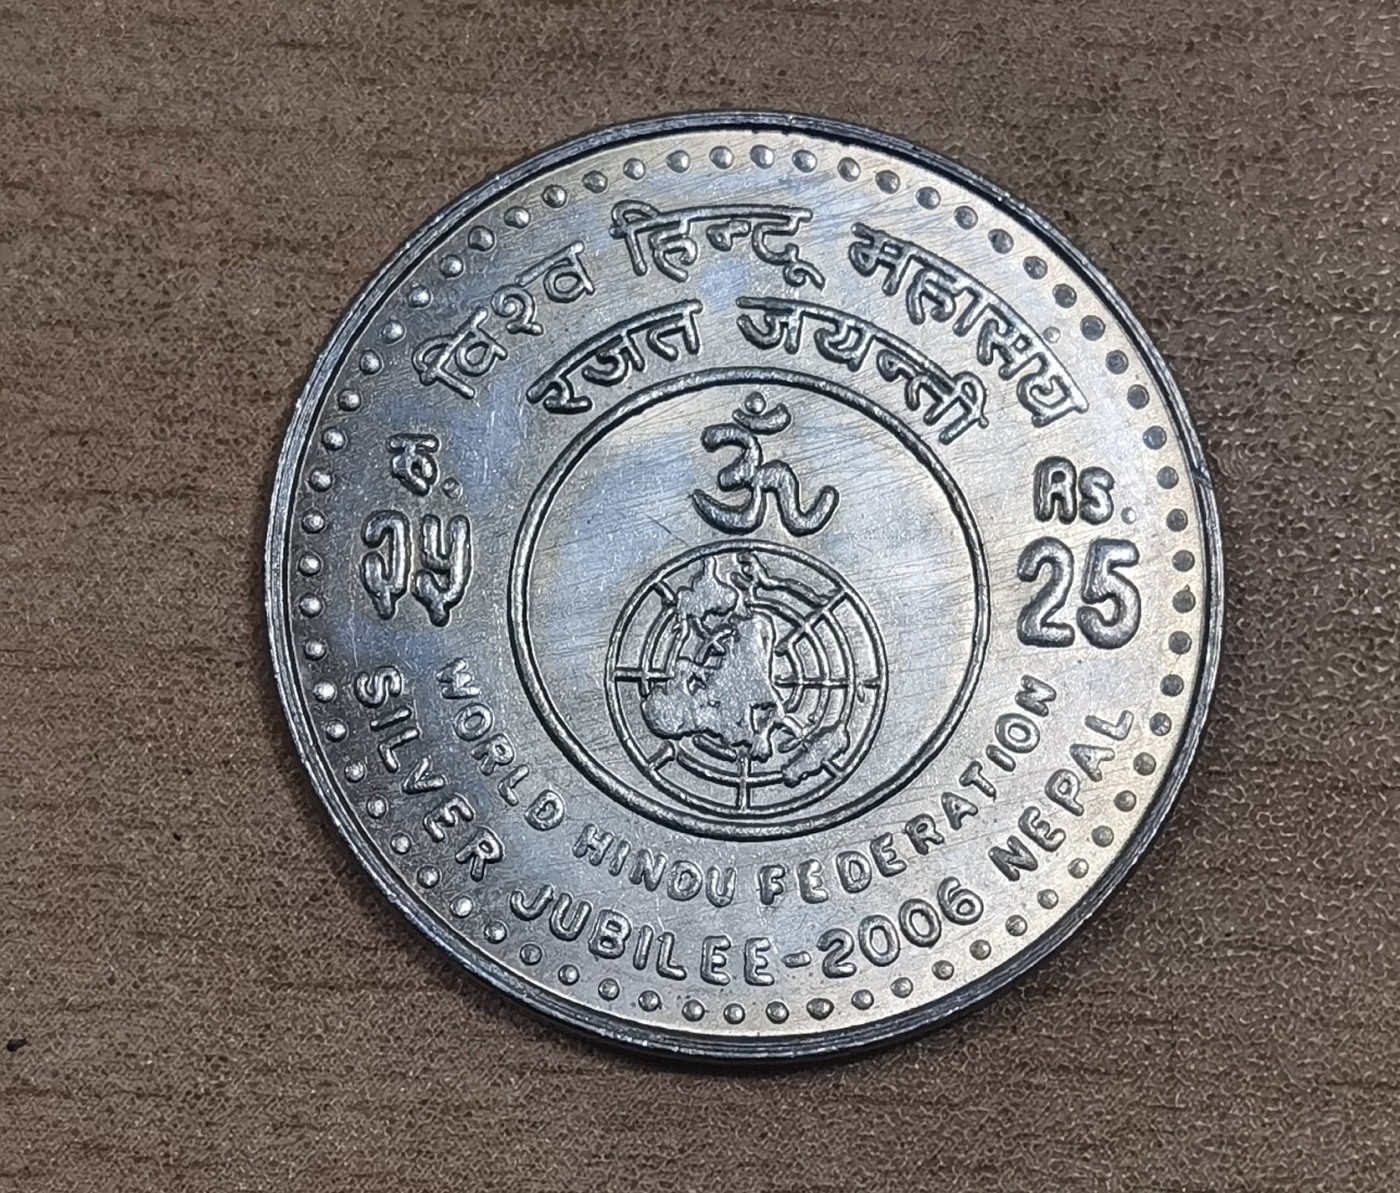 विश्व हिन्दू महासंघ
रजत जयन्ती
ॐ
रु.
२५
Rs.
25
WORLD HINDU FEDERATION
SILVER JUBILEE-2006 NEPAL